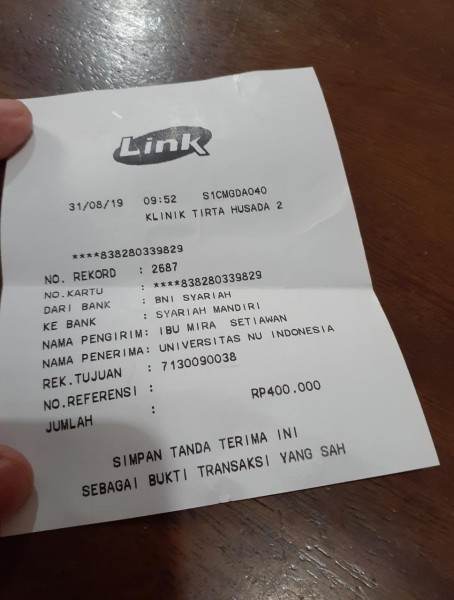 Link
31/08/19 09:52 S1CMGDA040
KLINIK TIRTA HUSADA 2
****838280339829
NO. REKORD : 2687
NO.KARTU : ****838280339829
DARI BANK : BNI SYARIAH
KE BANK : SYARIAH MANDIRI
NAMA PENGIRIM: IBU MIRA SETIAWAN
NAMA PENERIMA: UNIVERSITAS NU INDONESIA
REK.TUJUAN : 7130090038
NO.REFERENSI :
JUMLAH : RP400.000
SIMPAN TANDA TERIMA INI
SEBAGAI BUKTI TRANSAKSI YANG SAH